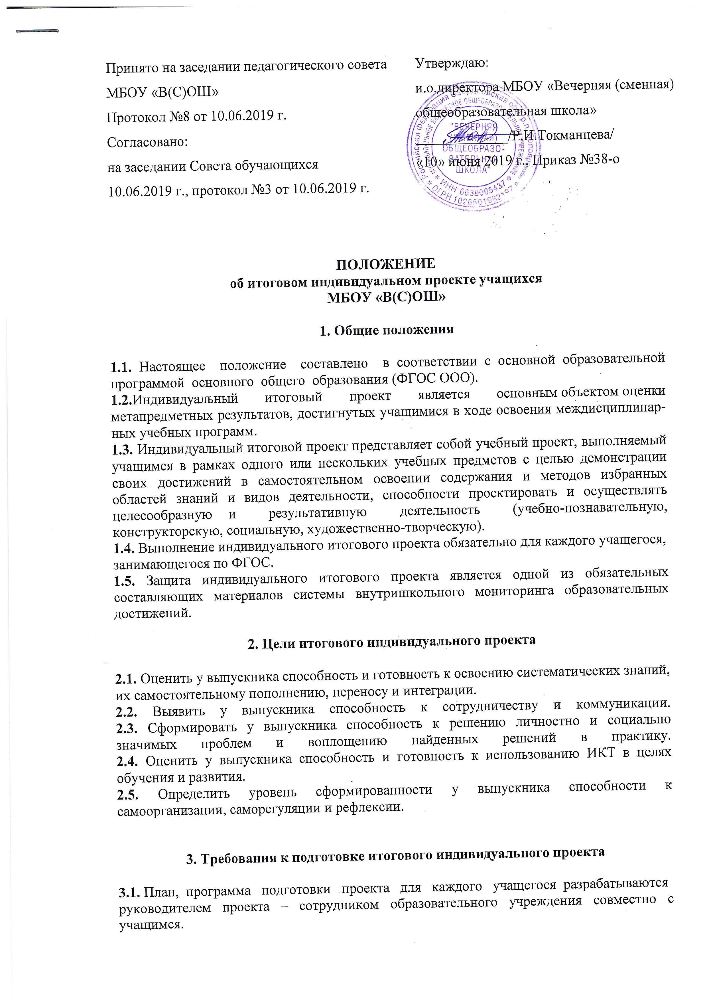 Принято на заседании педагогического совета
МБОУ «В(С)ОШ»
Протокол №8 от 10.06.2019 г.
Согласовано:
на заседании Совета обучающихся
10.06.2019 г., протокол №3 от 10.06.2019 г.
Утверждаю:
и.о.директора МБОУ «Вечерняя (сменная)
общеобразовательная школа»
/Р.И.Токманцева/
«10» июня 2019 г., Приказ №38-о
Российская Федерация Свердловская обл. р.п.
МУНИЦИПАЛЬНОЕ БЮДЖЕТНОЕ ОБЩЕОБРАЗОВАТЕЛЬНОЕ УЧРЕЖДЕНИЕ
"ВЕЧЕРНЯЯ
(СМЕННАЯ)
ОБЩЕОБРАЗО-
ВАТЕЛЬНАЯ
ШКОЛА"
* ИНН 6639005437 *
* ОГРН
ПОЛОЖЕНИЕ
об итоговом индивидуальном проекте учащихся
МБОУ «В(С)ОШ»
1. Общие положения
1.1. Настоящее положение составлено в соответствии с основной образовательной
программой основного общего образования (ФГОС ООО).
1.2.Индивидуальный итоговый проект является основным объектом оценки
метапредметных результатов, достигнутых учащимися в ходе освоения междисциплинар-
ных учебных программ.
1.3. Индивидуальный итоговой проект представляет собой учебный проект, выполняемый
учащимся в рамках одного или нескольких учебных предметов с целью демонстрации
своих достижений в самостоятельном освоении содержания и методов избранных
областей знаний и видов деятельности, способности проектировать и осуществлять
целесообразную и результативную деятельность (учебно-познавательную,
конструкторскую, социальную, художественно-творческую).
1.4. Выполнение индивидуального итогового проекта обязательно для каждого учащегося,
занимающегося по ФГОС.
1.5. Защита индивидуального итогового проекта является одной из обязательных
составляющих материалов системы внутришкольного мониторинга образовательных
достижений.
2. Цели итогового индивидуального проекта
2.1. Оценить у выпускника способность и готовность к освоению систематических знаний,
их самостоятельному пополнению, переносу и интеграции.
2.2. Выявить у выпускника способность к сотрудничеству и коммуникации.
2.3. Сформировать у выпускника способность к решению личностно и социально
значимых проблем и воплощению найденных решений в практику.
2.4. Оценить у выпускника способность и готовность к использованию ИКТ в целях
обучения и развития.
2.5. Определить уровень сформированности у выпускника способности к
самоорганизации, саморегуляции и рефлексии.
3. Требования к подготовке итогового индивидуального проекта
3.1. План, программа подготовки проекта для каждого учащегося разрабатываются
руководителем проекта – сотрудником образовательного учреждения совместно с
учащимся.